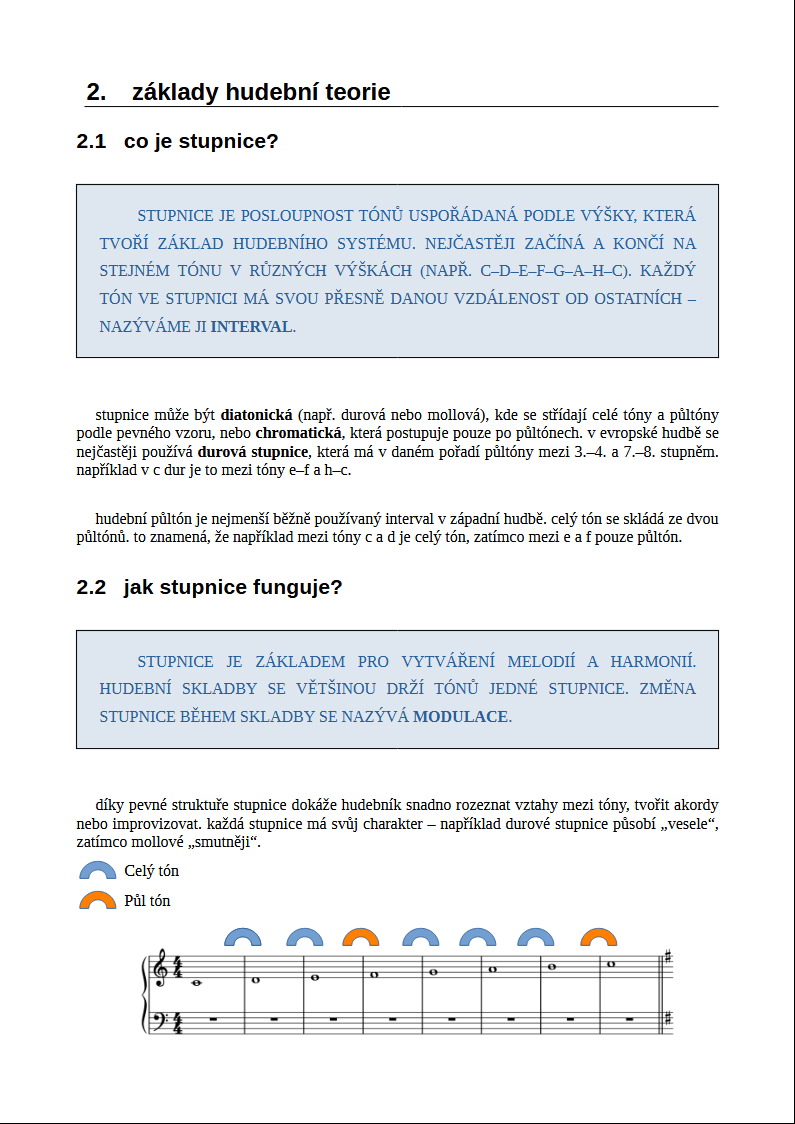 2. základy hudební teorie
2.1 co je stupnice?
STUPNICE JE POSLOUPNOST TÓNŮ USPOŘÁDANÁ PODLE VÝŠKY, KTERÁ
TVOŘÍ ZÁKLAD HUDEBNÍHO SYSTÉMU. NEJČASTĚJI ZAČÍNÁ A KONČÍ NA
STEJNÉM TÓNU V RŮZNÝCH VÝŠKÁCH (NAPŘ. C–D–E–F–G–A–H–C). KAŽDÝ
TÓN VE STUPNICI MÁ SVOU PŘESNĚ DANOU VZDÁLENOST OD OSTATNÍCH –
NAZÝVÁME JI INTERVAL.
stupnice může být diatonická (např. durová nebo mollová), kde se střídají celé tóny a půltóny
podle pevného vzoru, nebo chromatická, která postupuje pouze po půltónech. v evropské hudbě se
nejčastěji používá durová stupnice, která má v daném pořadí půltóny mezi 3.–4. a 7.–8. stupněm.
například v c dur je to mezi tóny e–f a h–c.
hudební půltón je nejmenší běžně používaný interval v západní hudbě. celý tón se skládá ze dvou
půltónů. to znamená, že například mezi tóny c a d je celý tón, zatímco mezi e a f pouze půltón.
2.2 jak stupnice funguje?
STUPNICE JE ZÁKLADEM PRO VYTVÁŘENÍ MELODIÍ A HARMONIÍ.
HUDEBNÍ SKLADBY SE VĚTŠINOU DRŽÍ TÓNŮ JEDNÉ STUPNICE. ZMĚNA
STUPNICE BĚHEM SKLADBY SE NAZÝVÁ MODULACE.
díky pevné struktuře stupnice dokáže hudebník snadno rozeznat vztahy mezi tóny, tvořit akordy
nebo improvizovat. každá stupnice má svůj charakter – například durové stupnice působí „vesele“,
zatímco mollové „smutněji“.
Celý tón
Půl tón